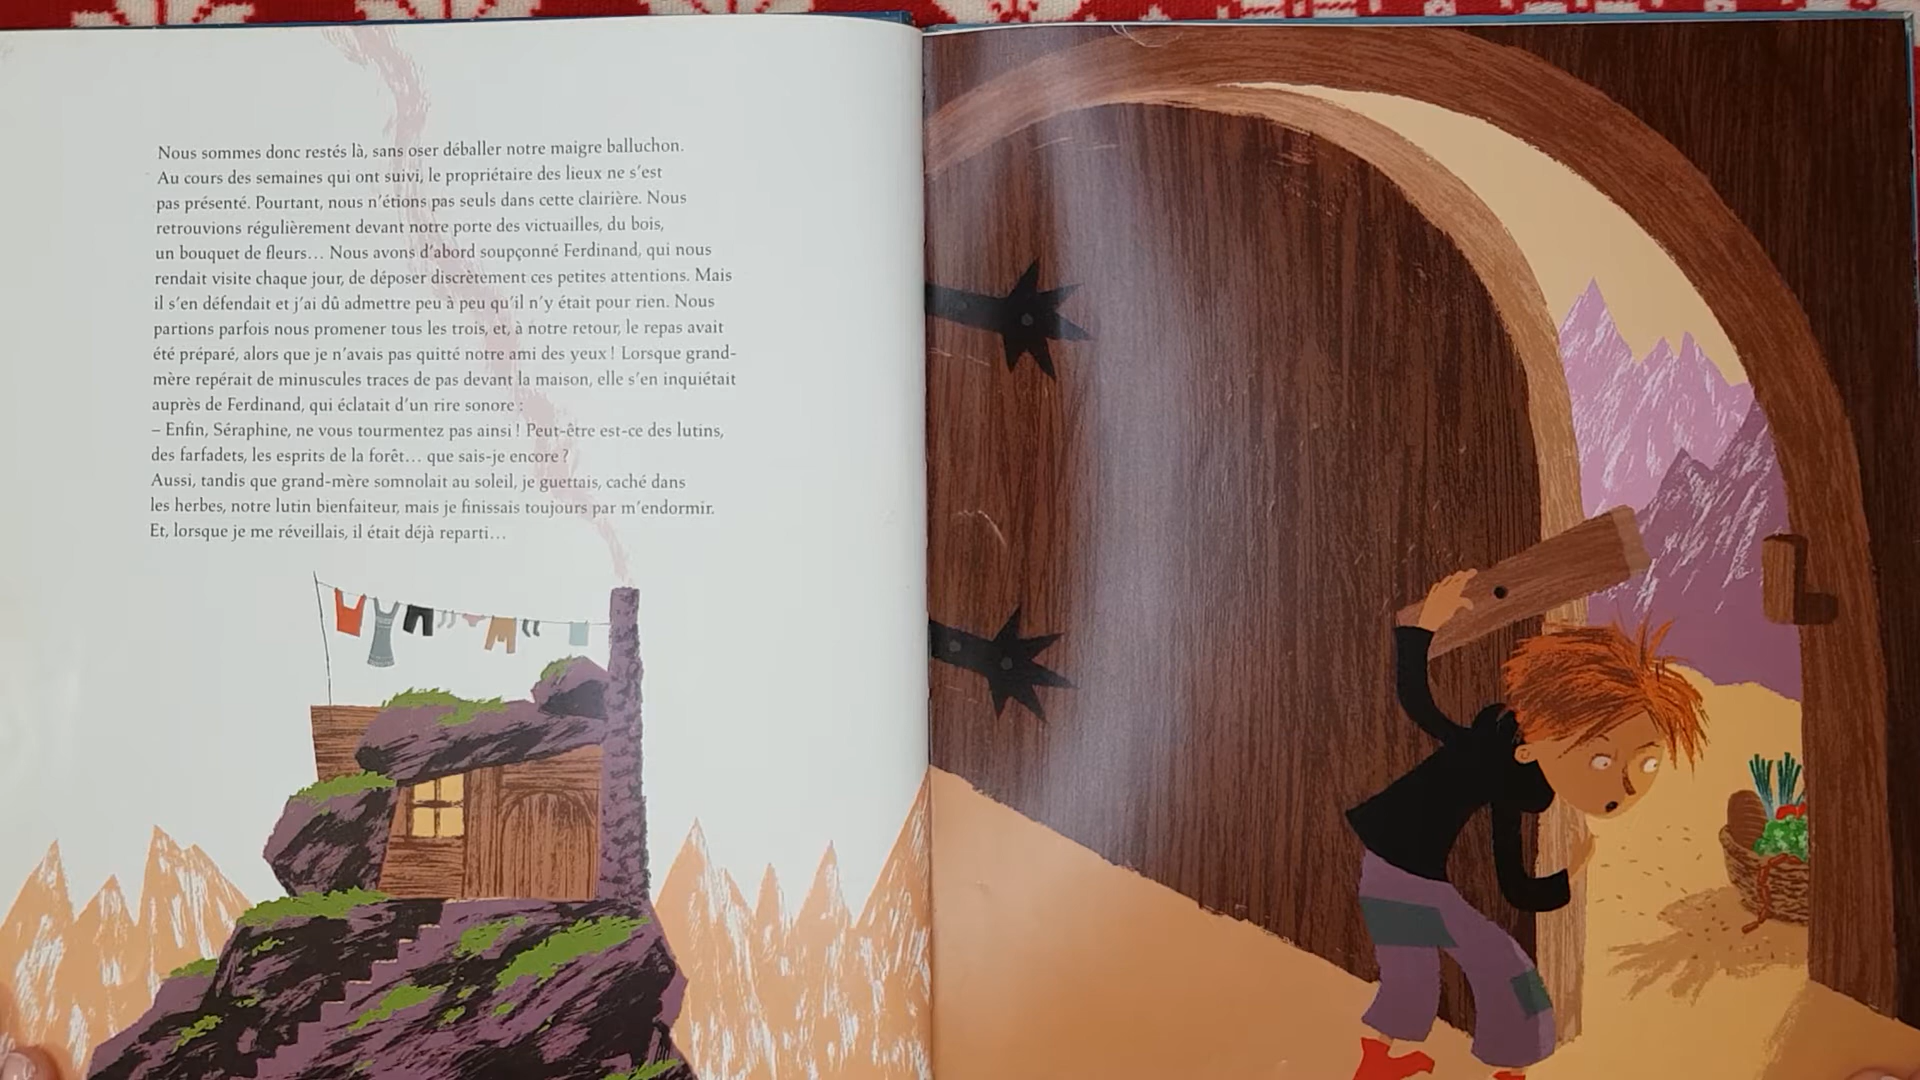 Nous sommes donc restés là, sans oser déballer notre maigre balluchon.
Au cours des semaines qui ont suivi, le propriétaire des lieux ne s'est
pas présenté. Pourtant, nous n'étions pas seuls dans cette clairière. Nous
retrouvions régulièrement devant notre porte des victuailles, du bois,
un bouquet de fleurs… Nous avons d'abord soupçonné Ferdinand, qui nous
rendait visite chaque jour, de déposer discrètement ces petites attentions. Mais
il s'en défendait et j'ai dû admettre peu à peu qu'il n'y était pour rien. Nous
partions parfois nous promener tous les trois, et, à notre retour, le repas avait
été préparé, alors que je n'avais pas quitté notre ami des yeux ! Lorsque grand-
mère repérait de minuscules traces de pas devant la maison, elle s'en inquiétait
auprès de Ferdinand, qui éclatait d'un rire sonore :
– Enfin, Séraphine, ne vous tourmentez pas ainsi ! Peut-être est-ce des lutins,
des farfadets, les esprits de la forêt… que sais-je encore ?
Aussi, tandis que grand-mère somnolait au soleil, je guettais, caché dans
les herbes, notre lutin bienfaiteur, mais je finissais toujours par m'endormir.
Et, lorsque je me réveillais, il était déjà reparti…